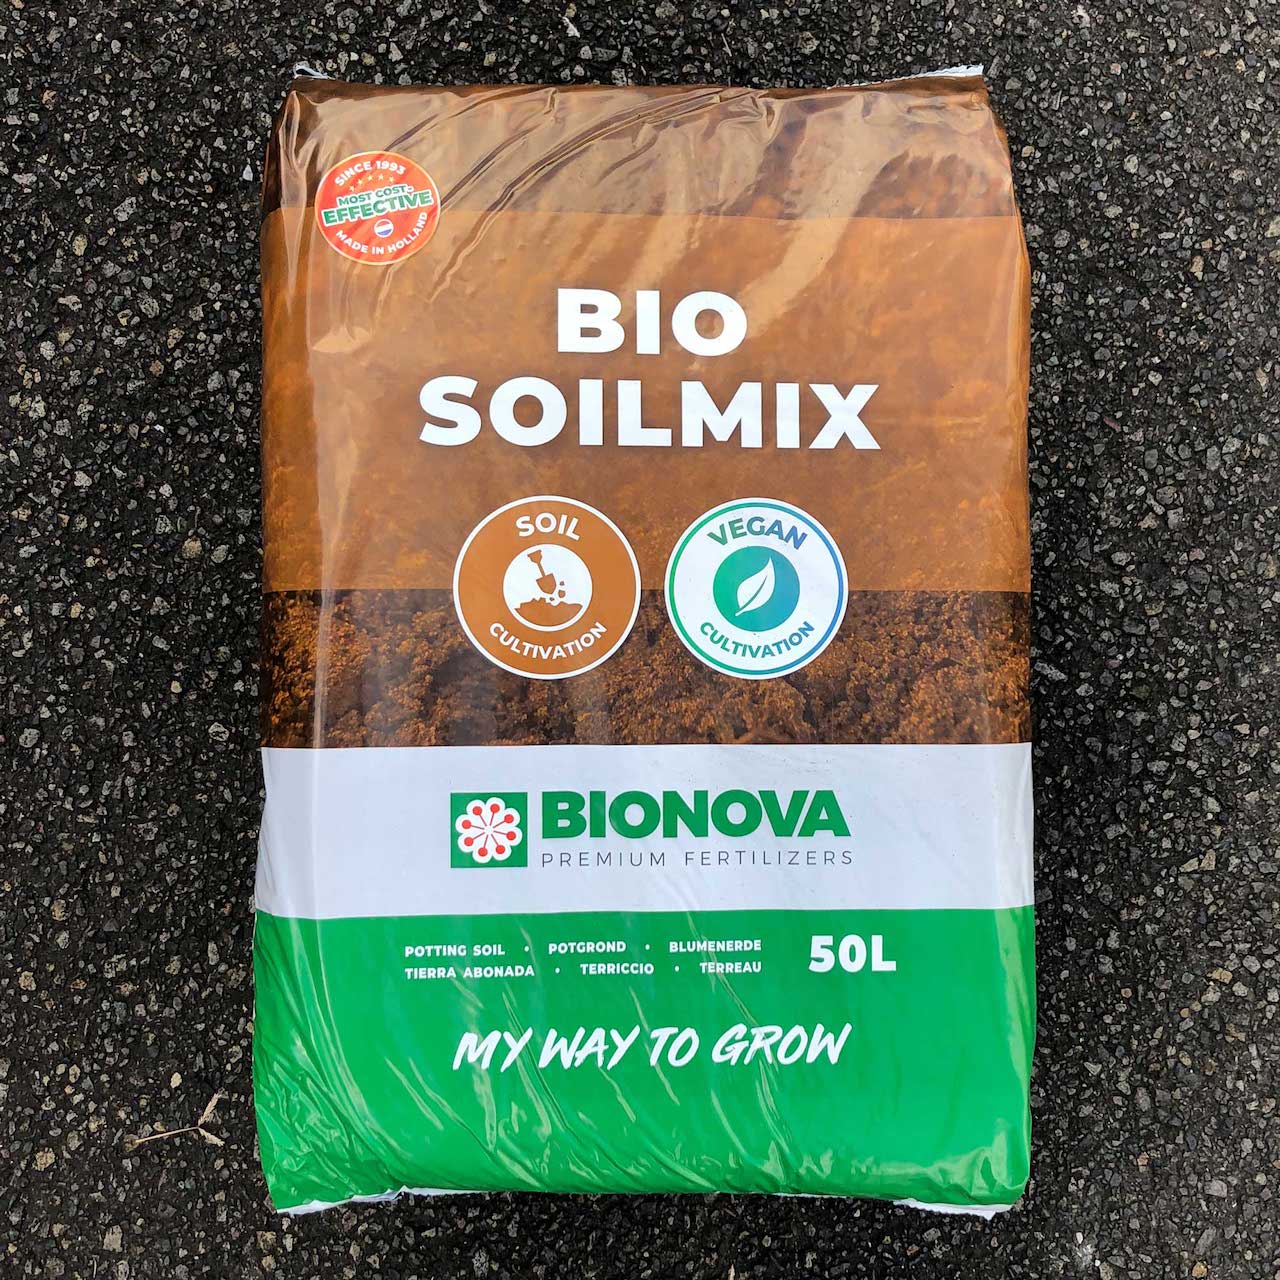 SINCE 1993
MOST COST-
EFFECTIVE
MADE IN HOLLAND
BIO
SOILMIX
SOIL
CULTIVATION
VEGAN
CULTIVATION
BIONOVA
PREMIUM FERTILIZERS
POTTING SOIL • POTGROND • BLUMENERDE
TIERRA ABONADA • TERRICCIO • TERREAU
50L
MY WAY TO GROW